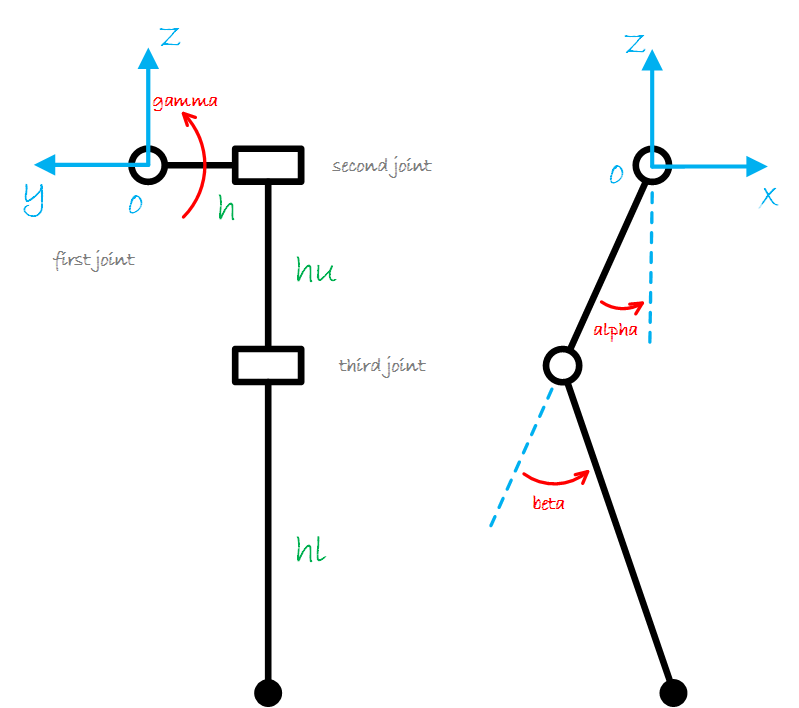 z
gamma
second joint
y
o
h
first joint
hu
third joint
hl
z
o
x
alpha
beta